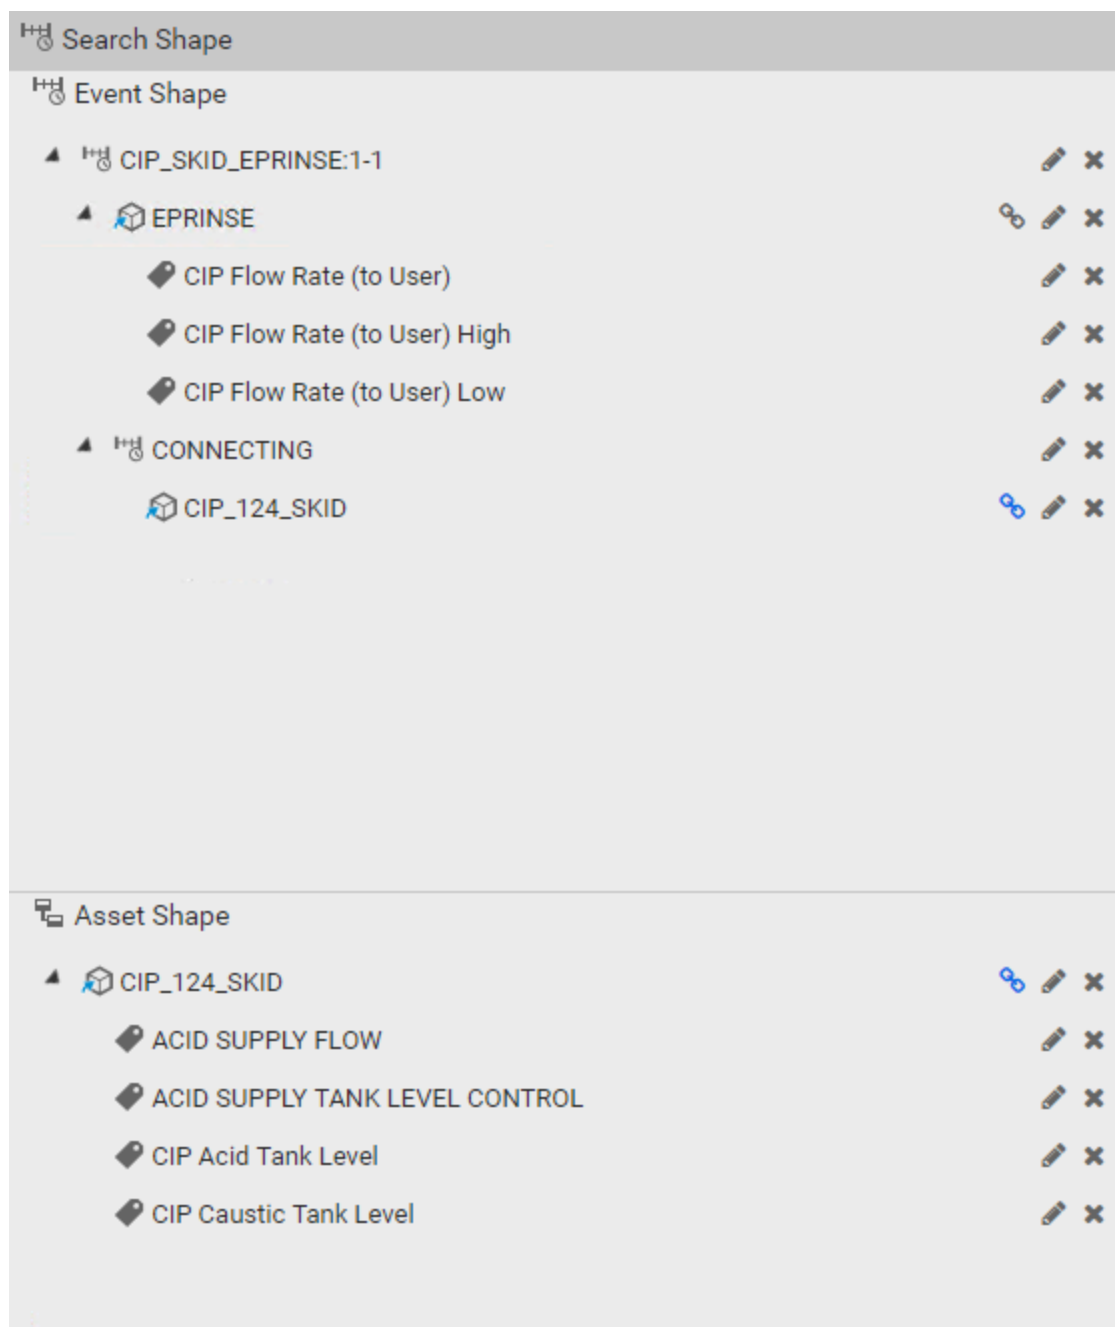 Search Shape
Event Shape
CIP_SKID_EPRINSE:1-1
EPRINSE
CIP Flow Rate (to User)
CIP Flow Rate (to User) High
CIP Flow Rate (to User) Low
CONNECTING
CIP_124_SKID
Asset Shape
CIP_124_SKID
ACID SUPPLY FLOW
ACID SUPPLY TANK LEVEL CONTROL
CIP Acid Tank Level
CIP Caustic Tank Level